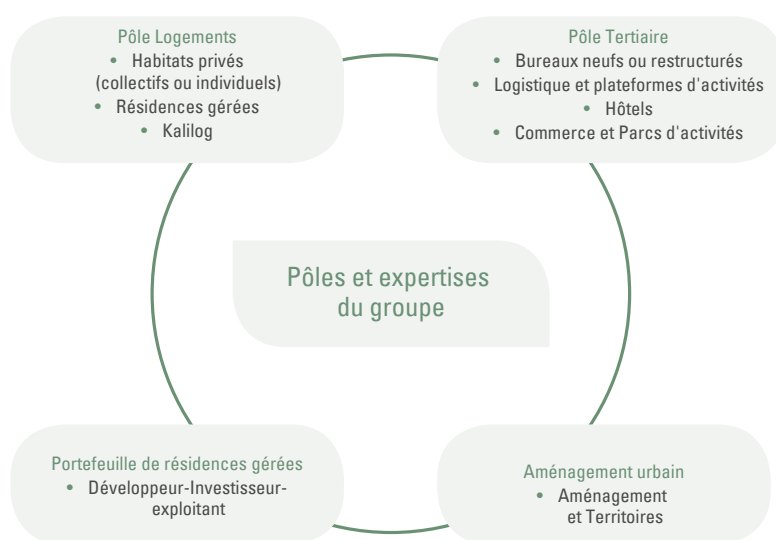 Pôle Logements
• Habitats privés
(collectifs ou individuels)
• Résidences gérées
• Kalilog
Pôle Tertiaire
• Bureaux neufs ou restructurés
• Logistique et plateformes d'activités
• Hôtels
• Commerce et Parcs d'activités
Pôles et expertises
du groupe
Portefeuille de résidences gérées
• Développeur-Investisseur-
exploitant
Aménagement urbain
• Aménagement
et Territoires